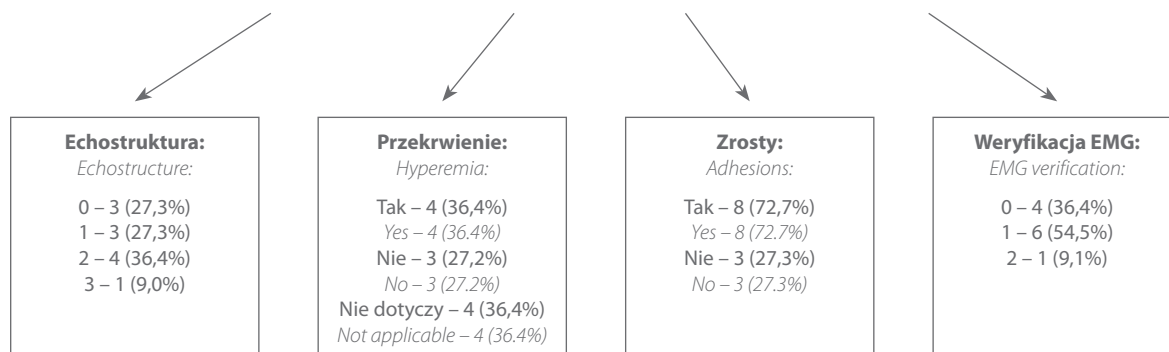 Echostruktura:
Echostructure:
0 – 3 (27,3%)
1 – 3 (27,3%)
2 – 4 (36,4%)
3 – 1 (9,0%)
Przekrwienie:
Hyperemia:
Tak – 4 (36,4%)
Yes – 4 (36.4%)
Nie – 3 (27,2%)
No – 3 (27.2%)
Nie dotyczy – 4 (36,4%)
Not applicable – 4 (36.4%)
Zrosty:
Adhesions:
Tak – 8 (72,7%)
Yes – 8 (72.7%)
Nie – 3 (27,3%)
No – 3 (27.3%)
Weryfikacja EMG:
EMG verification:
0 – 4 (36,4%)
1 – 6 (54,5%)
2 – 1 (9,1%)